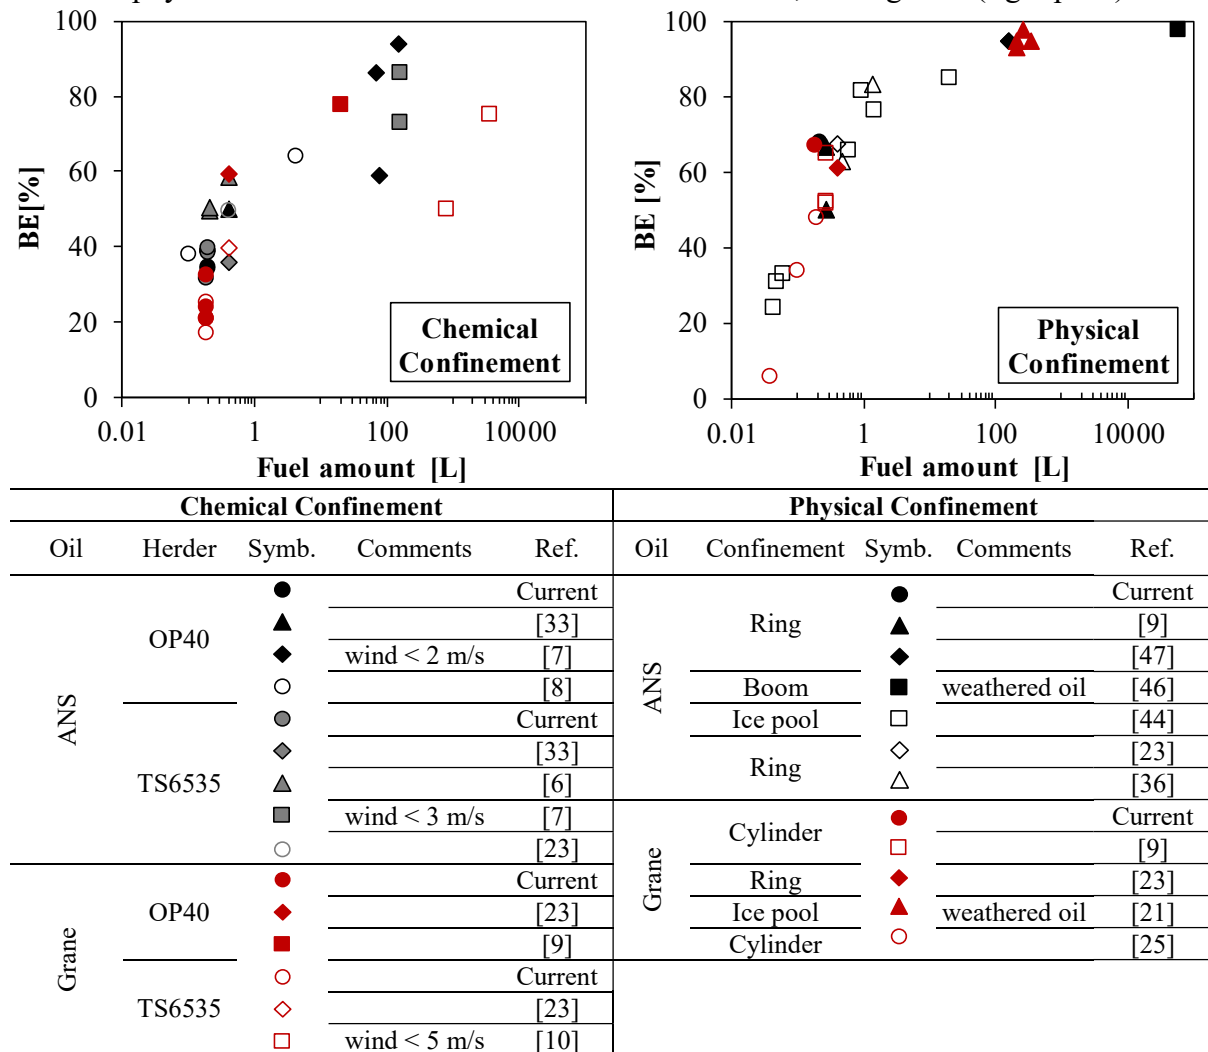 100
80
60
40
20
0
BE[%]
0.01
1
100
10000
Fuel amount [L]
Chemical
Confinement
100
80
60
40
20
0
BE [%]
0.01
1
100
10000
Fuel amount [L]
Physical
Confinement
Chemical Confinement
Oil Herder Symb. Comments Ref.
ANS
OP40
Current
[33]
wind < 2 m/s [7]
[8]
TS6535
Current
[33]
[6]
wind < 3 m/s [7]
[23]
Grane
OP40
Current
[23]
[9]
TS6535
Current
[23]
wind < 5 m/s [10]
Physical Confinement
Oil Confinement Symb. Comments Ref.
ANS
Ring
Current
[9]
[47]
Boom weathered oil [46]
Ice pool [44]
Ring
[23]
[36]
Grane
Cylinder
Current
[9]
Ring [23]
Ice pool weathered oil [21]
Cylinder [25]